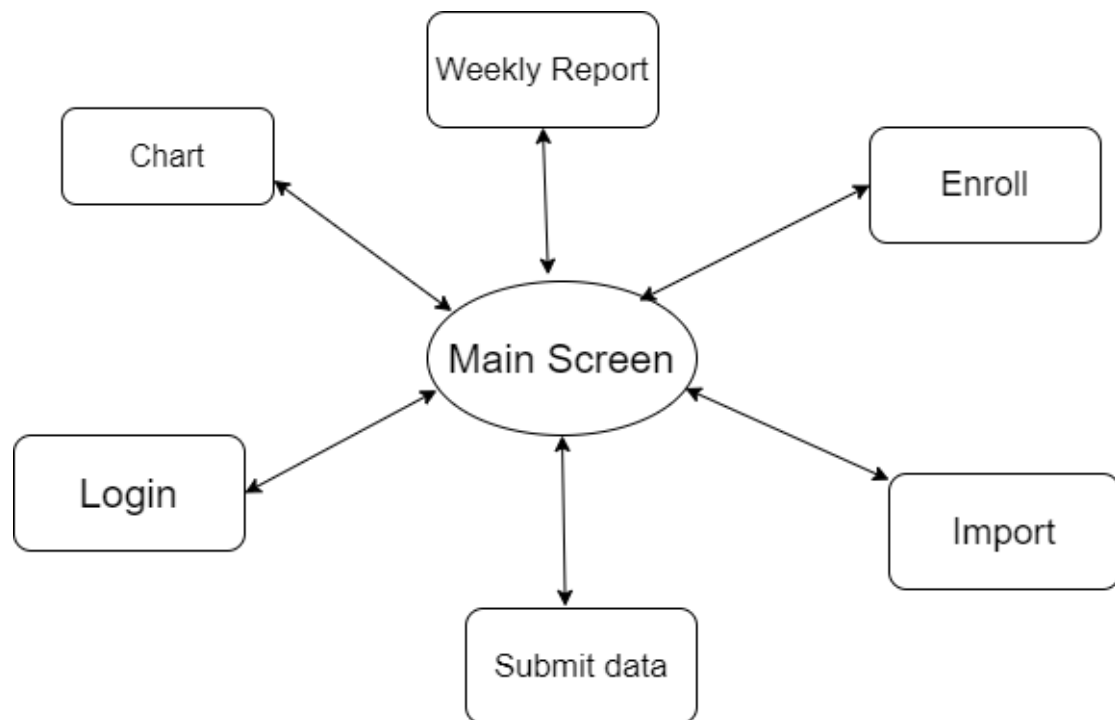 Weekly Report
Chart
Enroll
Main Screen
Login
Import
Submit data